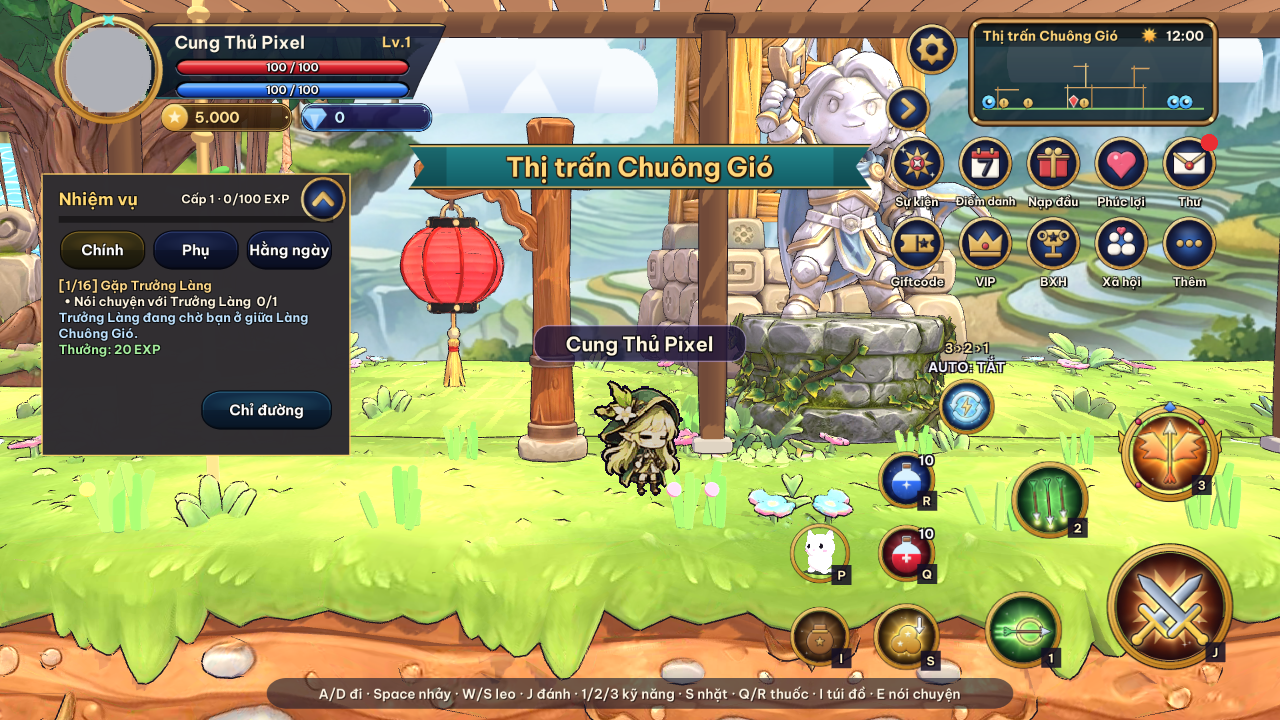 Cung Thủ Pixel
Lv.1
100 / 100
100 / 100
5.000
0
Thị trấn Chuông Gió
12:00
Thị trấn Chuông Gió
Nhiệm vụ
Cấp 1 · 0/100 EXP
Chính
Phụ
Hằng ngày
[1/16] Gặp Trưởng Làng
• Nói chuyện với Trưởng Làng 0/1
Trưởng Làng đang chờ bạn ở giữa Làng
Chuông Gió.
Thưởng: 20 EXP
Chỉ đường
7
Sự kiện
Điểm danh
Nạp đầu
Phúc lợi
Thư
Giftcode
VIP
BXH
Xã hội
Thêm
Cung Thủ Pixel
3>2>1
AUTO: TẮT
10
R
3
2
10
Q
P
I
S
1
J
A/D đi · Space nhảy · W/S leo · J đánh · 1/2/3 kỹ năng · S nhặt · Q/R thuốc · I túi đồ · E nói chuyện